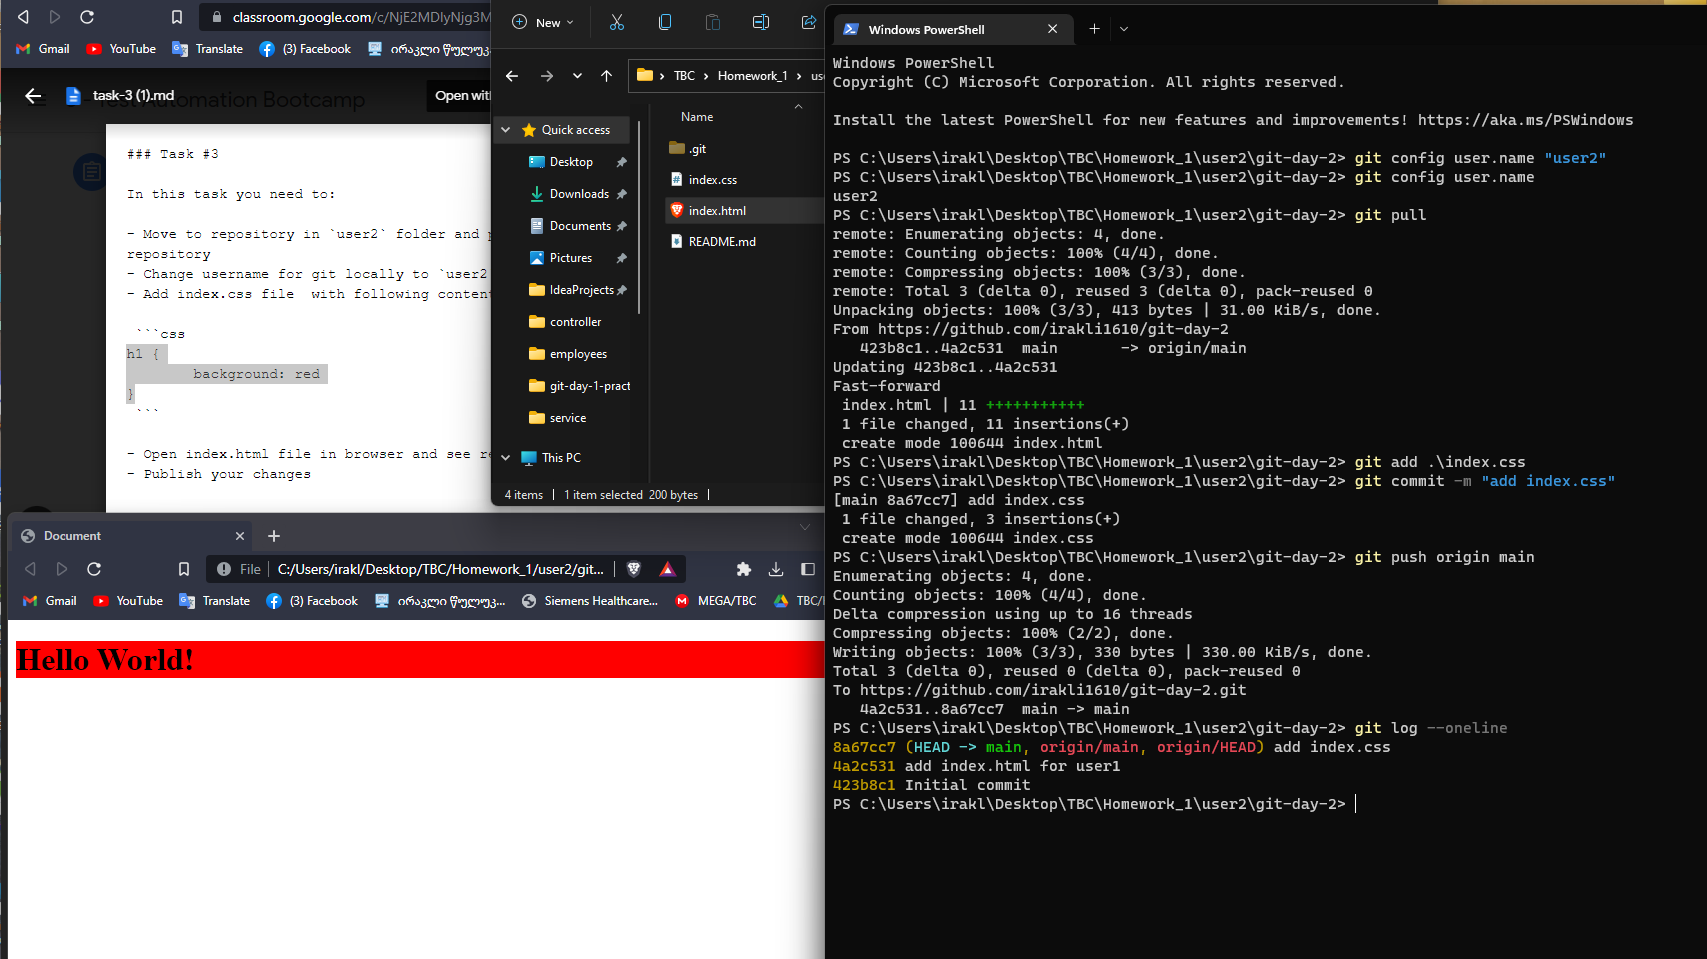 classroom.google.com/c/NjE2MDIyNjg3M
Gmail YouTube Translate (3) Facebook ირაკლი წულუკ
task-3 (1).md
Test Automation Bootcamp
Open with
### Task #3
In this task you need to:
- Move to repository in `user2` folder and p
repository
- Change username for git locally to `user2
- Add index.css file  with following content
```css
h1 {
background: red
}
```
- Open index.html file in browser and see re
- Publish your changes
New
TBC › Homework_1 › use
Name
Quick access
Desktop
Downloads
Documents
Pictures
IdeaProjects
controller
employees
git-day-1-pract
service
This PC
.git
index.css
index.html
README.md
4 items | 1 item selected 200 bytes |
Document
File | C:/Users/irakl/Desktop/TBC/Homework_1/user2/git...
Gmail YouTube Translate (3) Facebook ირაკლი წულუკ... Siemens Healthcare... MEGA/TBC TBC/
Hello World!
Windows PowerShell
Windows PowerShell
Copyright (C) Microsoft Corporation. All rights reserved.
Install the latest PowerShell for new features and improvements! https://aka.ms/PSWindows
PS C:\Users\irakl\Desktop\TBC\Homework_1\user2\git-day-2> git config user.name "user2"
PS C:\Users\irakl\Desktop\TBC\Homework_1\user2\git-day-2> git config user.name
user2
PS C:\Users\irakl\Desktop\TBC\Homework_1\user2\git-day-2> git pull
remote: Enumerating objects: 4, done.
remote: Counting objects: 100% (4/4), done.
remote: Compressing objects: 100% (3/3), done.
remote: Total 3 (delta 0), reused 3 (delta 0), pack-reused 0
Unpacking objects: 100% (3/3), 413 bytes | 31.00 KiB/s, done.
From https://github.com/irakli1610/git-day-2
423b8c1..4a2c531  main       -> origin/main
Updating 423b8c1..4a2c531
Fast-forward
index.html | 11 +++++++++++
1 file changed, 11 insertions(+)
create mode 100644 index.html
PS C:\Users\irakl\Desktop\TBC\Homework_1\user2\git-day-2> git add .\index.css
PS C:\Users\irakl\Desktop\TBC\Homework_1\user2\git-day-2> git commit -m "add index.css"
[main 8a67cc7] add index.css
1 file changed, 3 insertions(+)
create mode 100644 index.css
PS C:\Users\irakl\Desktop\TBC\Homework_1\user2\git-day-2> git push origin main
Enumerating objects: 4, done.
Counting objects: 100% (4/4), done.
Delta compression using up to 16 threads
Compressing objects: 100% (2/2), done.
Writing objects: 100% (3/3), 330 bytes | 330.00 KiB/s, done.
Total 3 (delta 0), reused 0 (delta 0), pack-reused 0
To https://github.com/irakli1610/git-day-2.git
4a2c531..8a67cc7  main -> main
PS C:\Users\irakl\Desktop\TBC\Homework_1\user2\git-day-2> git log --oneline
8a67cc7 (HEAD -> main, origin/main, origin/HEAD) add index.css
4a2c531 add index.html for user1
423b8c1 Initial commit
PS C:\Users\irakl\Desktop\TBC\Homework_1\user2\git-day-2>